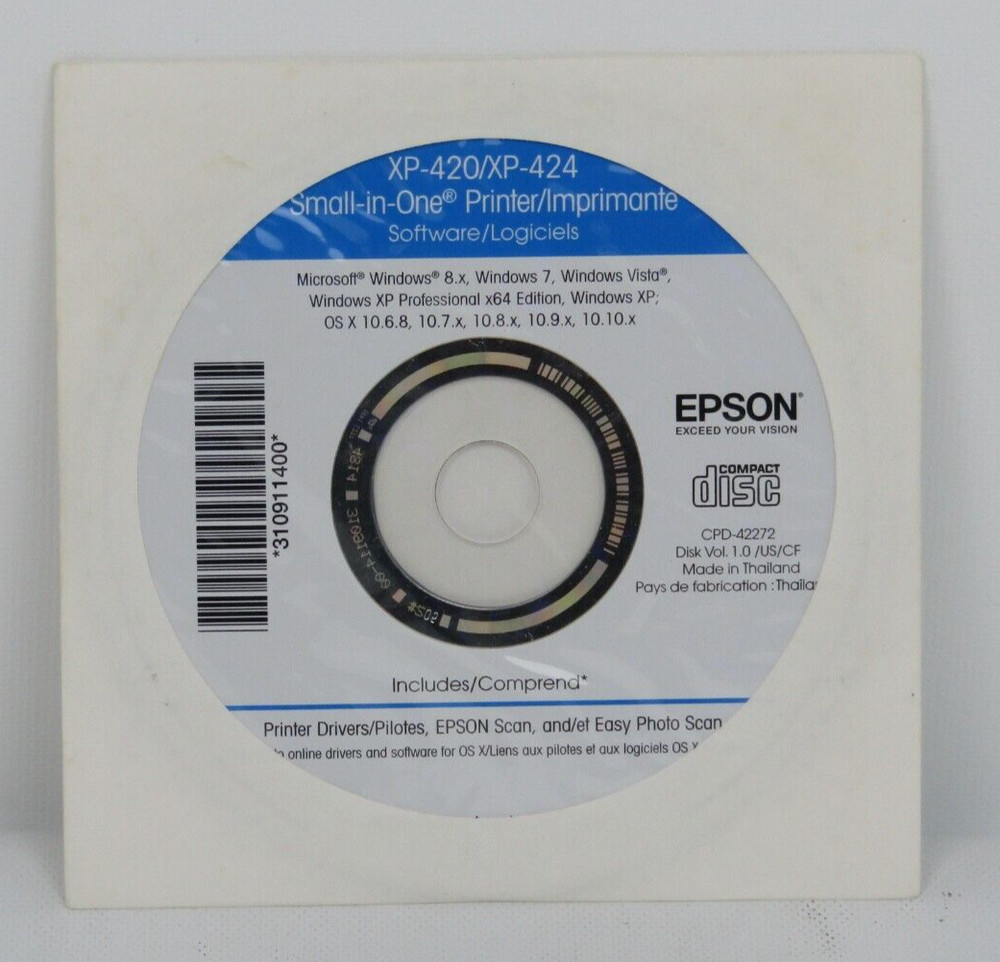 XP-420/XP-424
Small-in-One® Printer/Imprimante
Software/Logiciels
Microsoft® Windows® 8.x, Windows 7, Windows Vista®,
Windows XP Professional x64 Edition, Windows XP;
OS X 10.6.8, 10.7.x, 10.8.x, 10.9.x, 10.10.x
*310911400*
EPSON®
EXCEED YOUR VISION
COMPACT
disc
CPD-42272
Disk Vol. 1.0 /US/CF
Made in Thailand
Pays de fabrication : Thaila
Includes/Comprend*
Printer Drivers/Pilotes, EPSON Scan, and/et Easy Photo Scan
online drivers and software for OS X/Liens aux pilotes et aux logiciels OS X